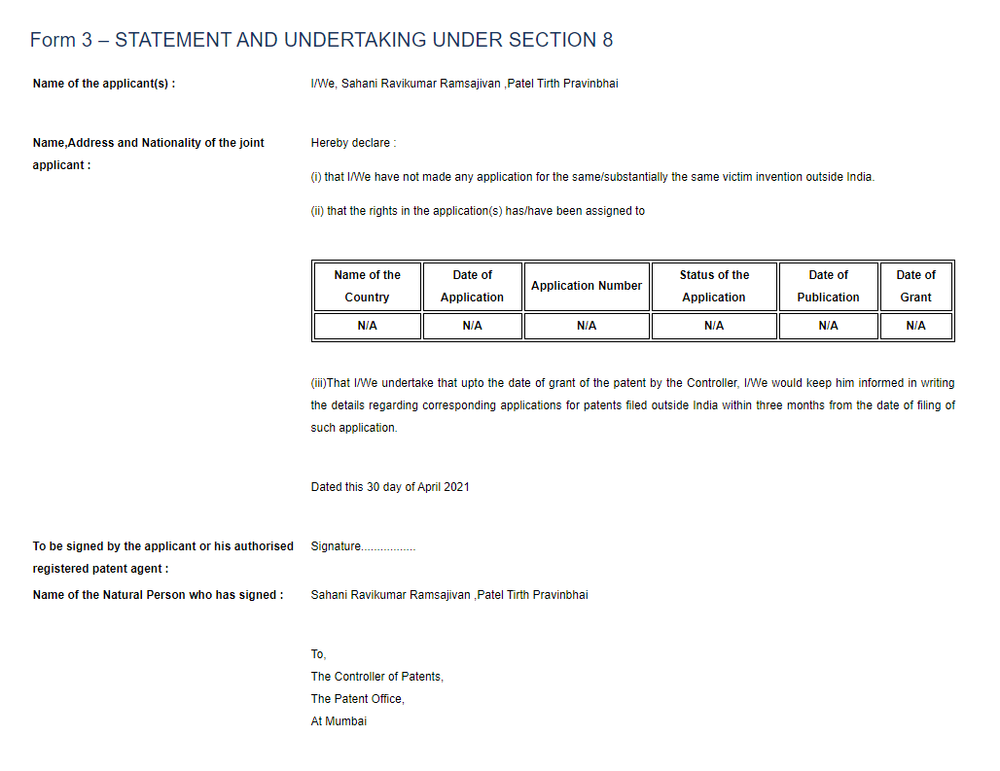 Form 3 – STATEMENT AND UNDERTAKING UNDER SECTION 8
Name of the applicant(s) :
I/We, Sahani Ravikumar Ramsajivan ,Patel Tirth Pravinbhai
Name,Address and Nationality of the joint
applicant :
Hereby declare :
(i) that I/We have not made any application for the same/substantially the same victim invention outside India.
(ii) that the rights in the application(s) has/have been assigned to
Name of the
Country
Date of
Application
Application Number
Status of the
Application
Date of
Publication
Date of
Grant
N/A N/A N/A N/A N/A N/A
(iii)That I/We undertake that upto the date of grant of the patent by the Controller, I/We would keep him informed in writing
the details regarding corresponding applications for patents filed outside India within three months from the date of filing of
such application.
Dated this 30 day of April 2021
To be signed by the applicant or his authorised
registered patent agent :
Signature.................
Name of the Natural Person who has signed :
Sahani Ravikumar Ramsajivan ,Patel Tirth Pravinbhai
To,
The Controller of Patents,
The Patent Office,
At Mumbai